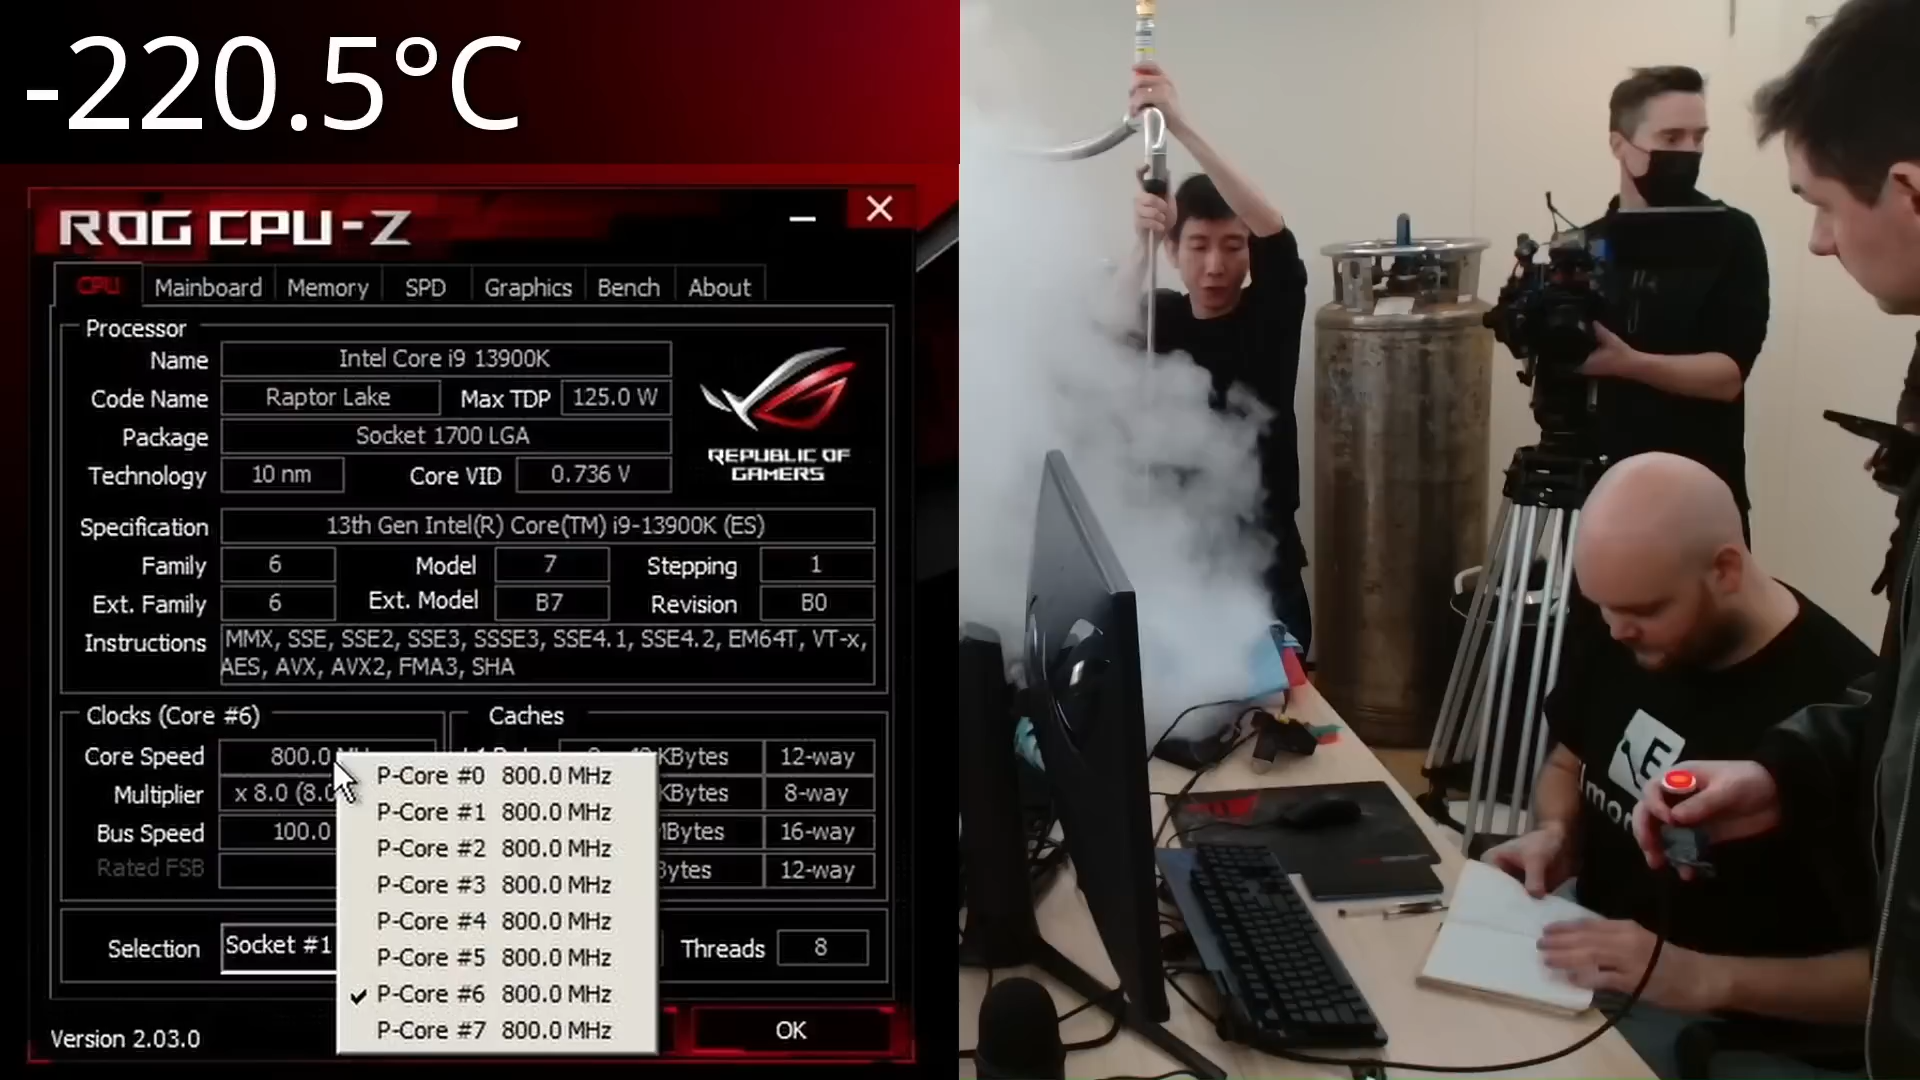 -220.5°C
ROG CPU-Z
CPU Mainboard Memory SPD Graphics Bench About
Processor
Name Intel Core i9 13900K
Code Name Raptor Lake Max TDP 125.0 W
Package Socket 1700 LGA
Technology 10 nm Core VID 0.736 V
REPUBLIC OF
GAMERS
Specification 13th Gen Intel(R) Core(TM) i9-13900K (ES)
Family 6 Model 7 Stepping 1
Ext. Family 6 Ext. Model B7 Revision B0
Instructions MMX, SSE, SSE2, SSE3, SSSE3, SSE4.1, SSE4.2, EM64T, VT-x,
AES, AVX, AVX2, FMA3, SHA
Clocks (Core #6) Caches
Core Speed 800.0 KBytes 12-way
Multiplier x 8.0 (8.0 KBytes 8-way
Bus Speed 100.0 MBytes 16-way
Rated FSB Bytes 12-way
P-Core #0 800.0 MHz
P-Core #1 800.0 MHz
P-Core #2 800.0 MHz
P-Core #3 800.0 MHz
P-Core #4 800.0 MHz
P-Core #5 800.0 MHz
P-Core #6 800.0 MHz
P-Core #7 800.0 MHz
Selection Socket #1 Threads 8
Version 2.03.0 OK
E